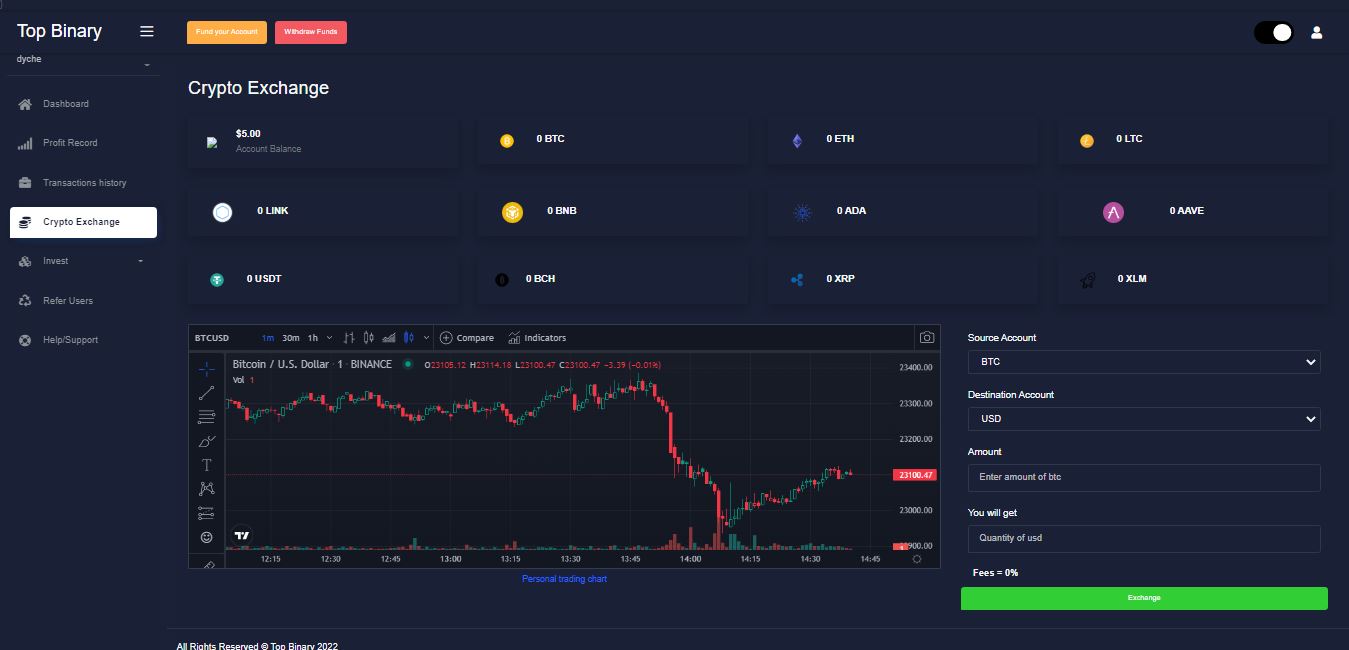 Top Binary
Fund your Account
Withdraw Funds
dyche
Dashboard
Profit Record
Transactions history
Crypto Exchange
Invest
Refer Users
Help/Support
Crypto Exchange
$5.00
Account Balance
0 BTC
0 ETH
0 LTC
0 LINK
0 BNB
0 ADA
0 AAVE
0 USDT
0 BCH
0 XRP
0 XLM
BTCUSD 1m 30m 1h Compare Indicators
Bitcoin / U.S. Dollar · 1 · BINANCE O23105.12 H23114.18 L23100.47 C23100.47 −3.39 (−0.01%)
Vol 1
23400.00
23300.00
23200.00
23100.47
23000.00
12:15 12:30 12:45 13:00 13:15 13:30 13:45 14:00 14:15 14:30 14:45
Personal trading chart
Source Account
BTC
Destination Account
USD
Amount
Enter amount of btc
You will get
Quantity of usd
Fees = 0%
Exchange
All Rights Reserved © Top Binary 2022